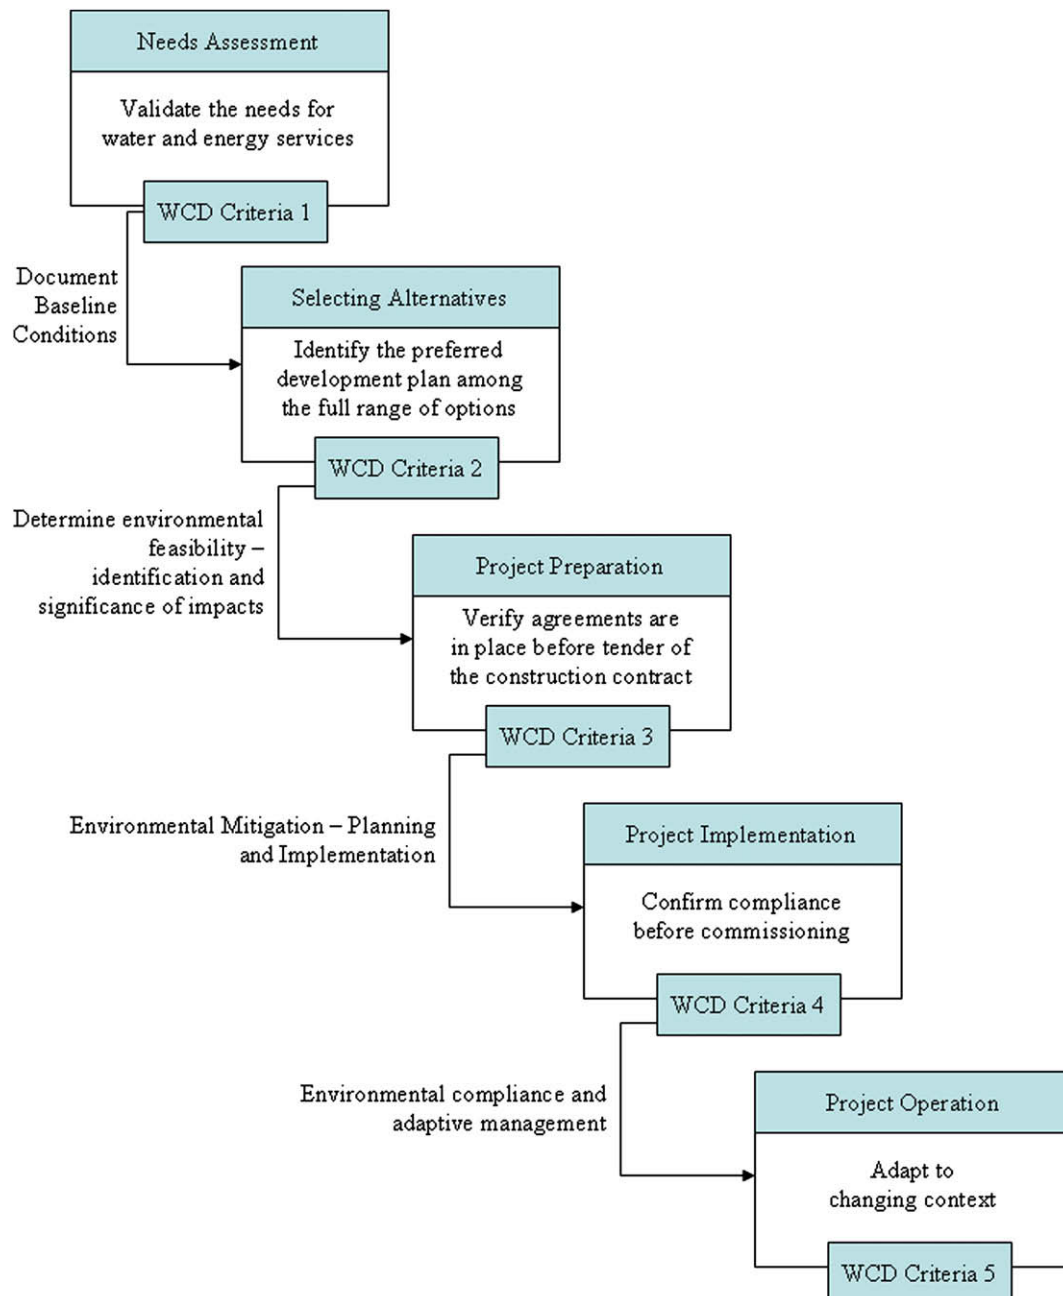 Needs Assessment
Validate the needs for
water and energy services
WCD Criteria 1
Document
Baseline
Conditions
Selecting Alternatives
Identify the preferred
development plan among
the full range of options
WCD Criteria 2
Determine environmental
feasibility –
identification and
significance of impacts
Project Preparation
Verify agreements are
in place before tender of
the construction contract
WCD Criteria 3
Environmental Mitigation – Planning
and Implementation
Project Implementation
Confirm compliance
before commissioning
WCD Criteria 4
Environmental compliance and
adaptive management
Project Operation
Adapt to
changing context
WCD Criteria 5